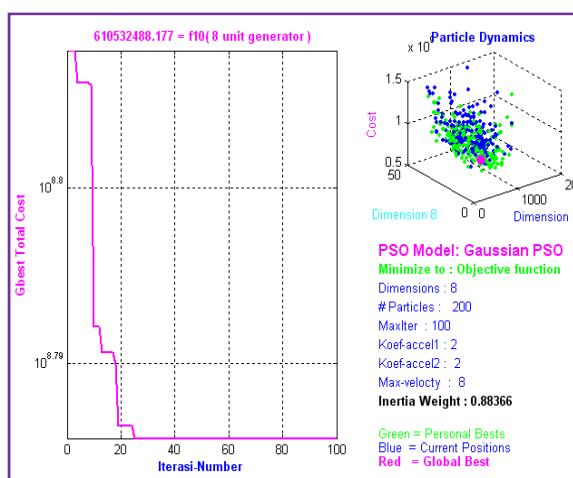 610532488.177 = f10( 8 unit generator )
Gbest Total Cost
10^8.8
10^8.79
0 20 40 60 80 100
Iterasi-Number
Particle Dynamics
Cost
1.5
1
0.5
50
0 0
1000
Dimension 8
Dimension
PSO Model: Gaussian PSO
Minimize to : Objective function
Dimensions : 8
# Particles : 200
MaxIter : 100
Koef-accel1 : 2
Koef-accel2 : 2
Max-velocty : 8
Inertia Weight : 0.88366
Green = Personal Bests
Blue = Current Positions
Red = Global Best